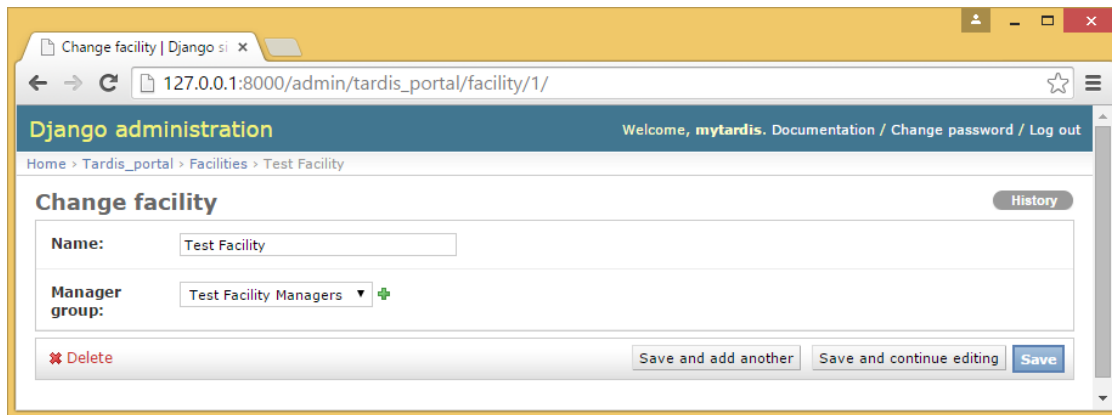 Change facility | Django si
127.0.0.1:8000/admin/tardis_portal/facility/1/
Django administration
Welcome, mytardis. Documentation / Change password / Log out
Home › Tardis_portal › Facilities › Test Facility
Change facility
History
Name:
Test Facility
Manager
group:
Test Facility Managers
Delete
Save and add another
Save and continue editing
Save